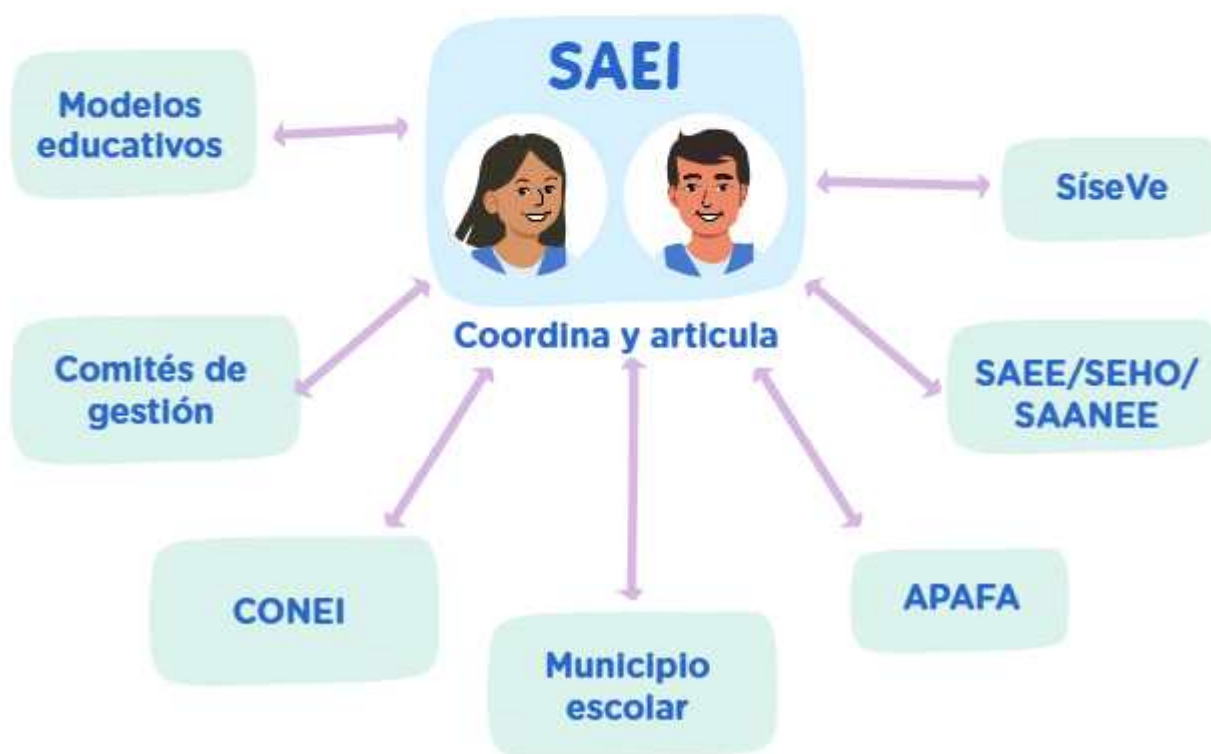 SAEI
Modelos
educativos
SíseVe
Coordina y articula
Comités de
gestión
SAEE/SEHO/
SAANEE
CONEI
APAFA
Municipio
escolar